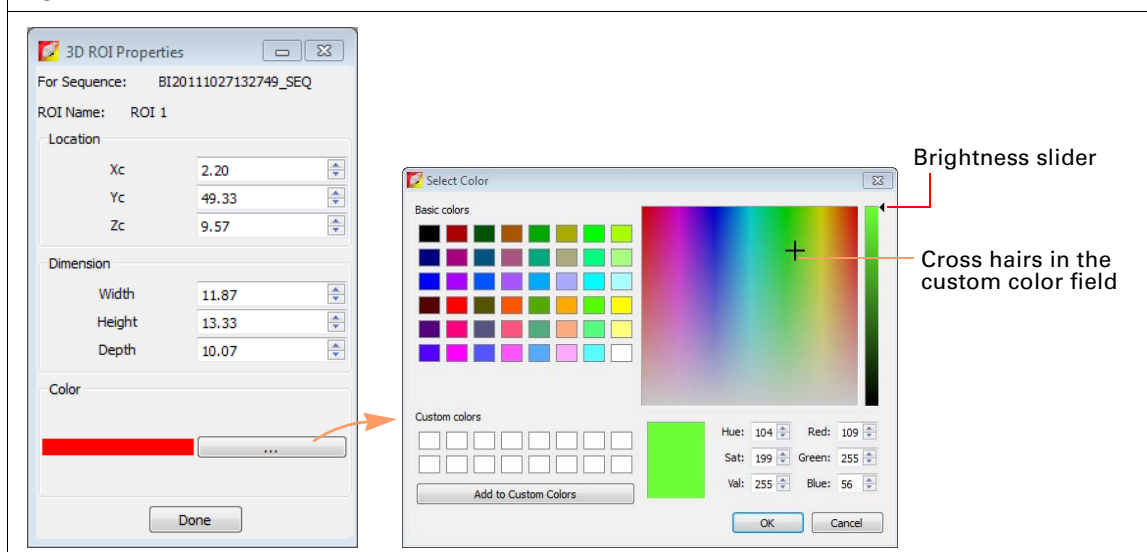 3D ROI Properties
For Sequence: BI20111027132749_SEQ
ROI Name: ROI 1
Location
Xc 2.20
Yc 49.33
Zc 9.57
Dimension
Width 11.87
Height 13.33
Depth 10.07
Color
...
Done
Select Color
Basic colors
Custom colors
Add to Custom Colors
Hue: 104 Red: 109
Sat: 199 Green: 255
Val: 255 Blue: 56
OK Cancel
Brightness slider
Cross hairs in the
custom color field